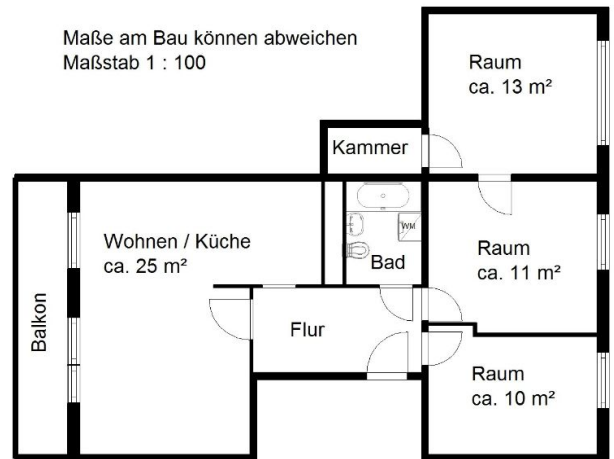 Maße am Bau können abweichen
Maßstab 1 : 100
Raum
ca. 13 m²
Kammer
Wohnen / Küche
ca. 25 m²
WM
Bad
Raum
ca. 11 m²
Balkon
Flur
Raum
ca. 10 m²